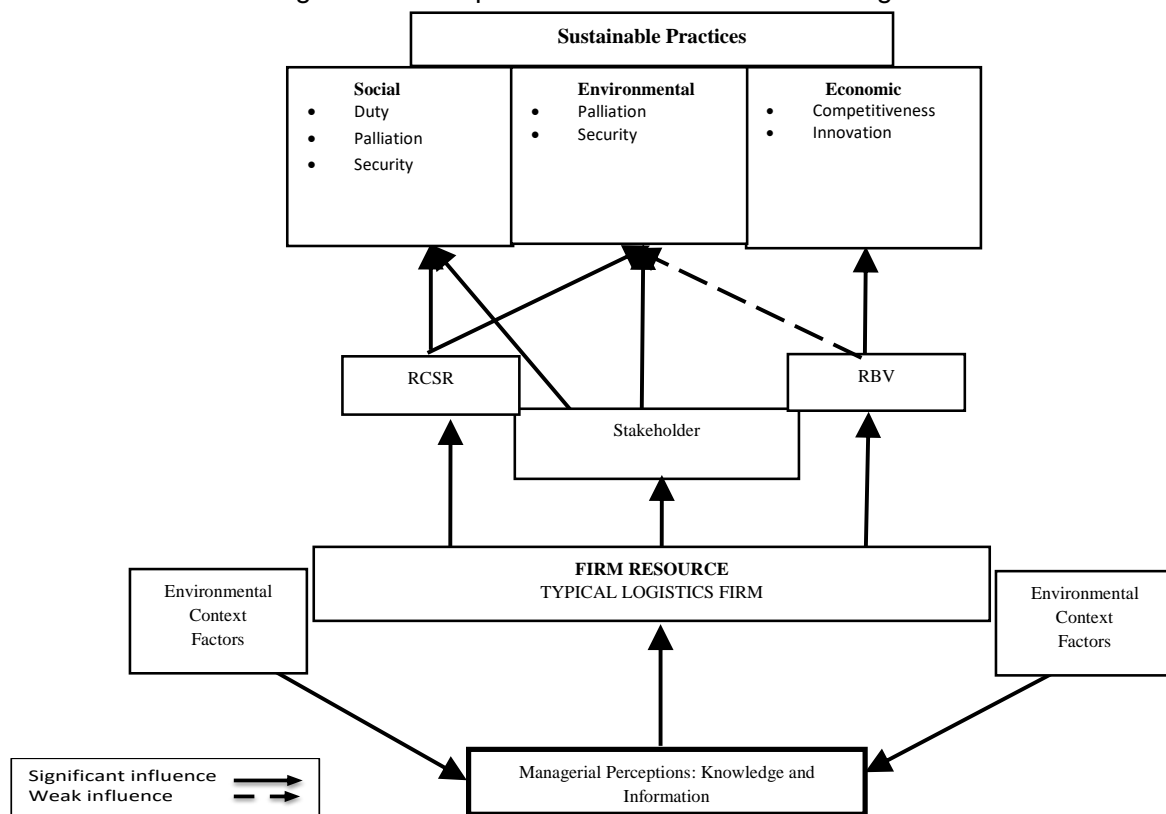 Sustainable Practices
Social
• Duty
• Palliation
• Security
Environmental
• Palliation
• Security
Economic
• Competitiveness
• Innovation
RCSR
RBV
Stakeholder
FIRM RESOURCE
TYPICAL LOGISTICS FIRM
Environmental
Context
Factors
Environmental
Context
Factors
Managerial Perceptions: Knowledge and
Information
Significant influence
Weak influence